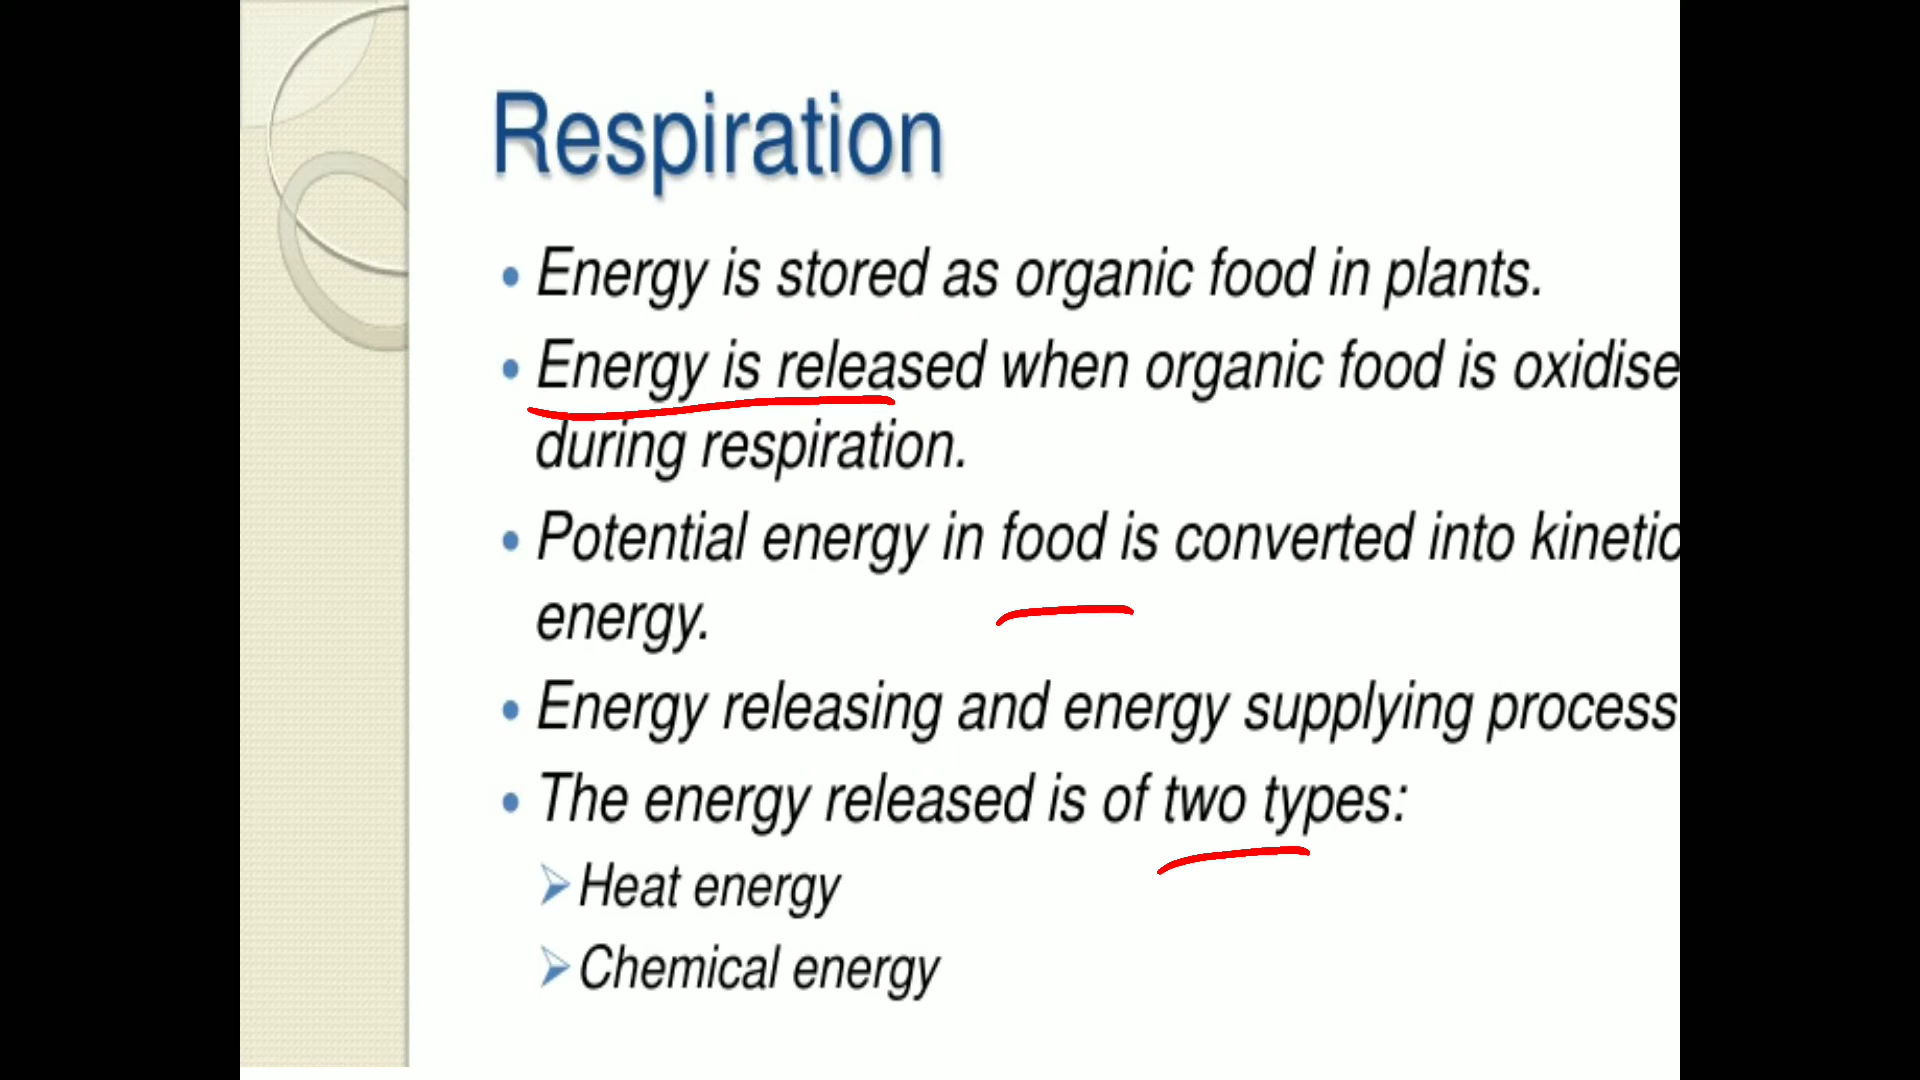 Respiration
Energy is stored as organic food in plants.
Energy is released when organic food is oxidise
during respiration.
Potential energy in food is converted into kinetic
energy.
Energy releasing and energy supplying process
The energy released is of two types:
Heat energy
Chemical energy